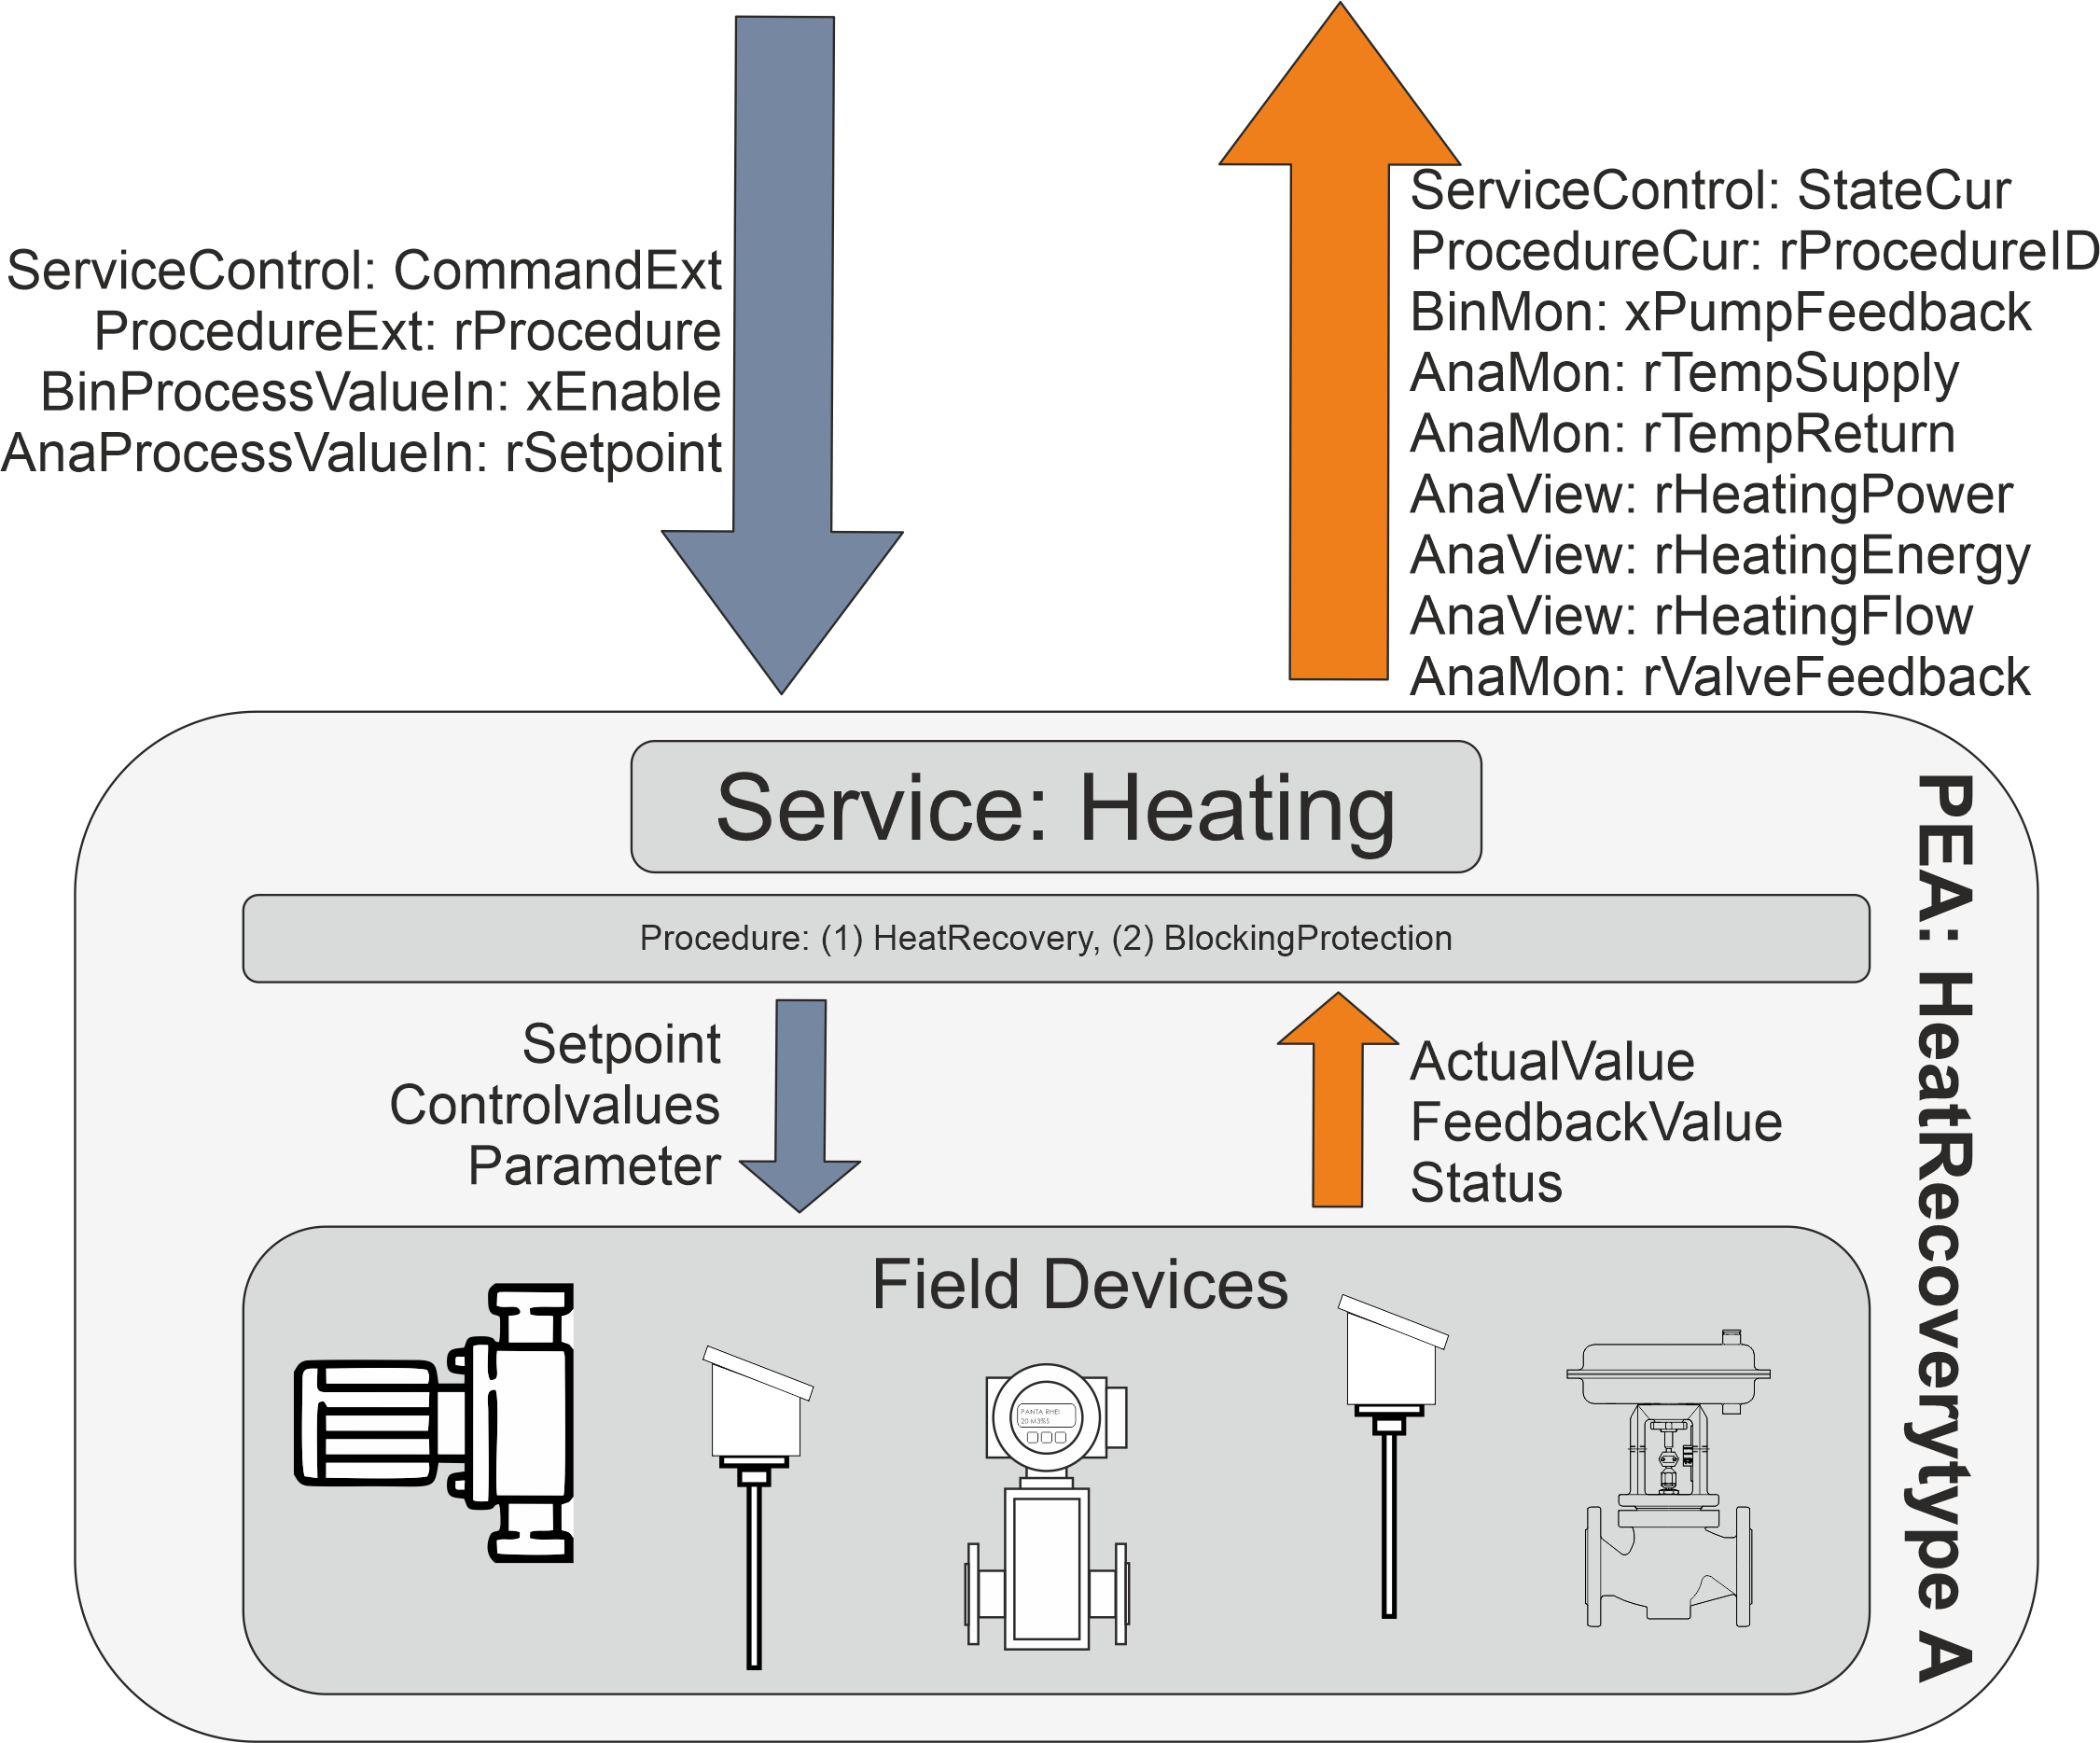 ServiceControl: CommandExt
ProcedureExt: rProcedure
BinProcessValueIn: xEnable
AnaProcessValueIn: rSetpoint
ServiceControl: StateCur
ProcedureCur: rProcedureID
BinMon: xPumpFeedback
AnaMon: rTempSupply
AnaMon: rTempReturn
AnaView: rHeatingPower
AnaView: rHeatingEnergy
AnaView: rHeatingFlow
AnaMon: rValveFeedback
Service: Heating
Procedure: (1) HeatRecovery, (2) BlockingProtection
Setpoint
Controlvalues
Parameter
ActualValue
FeedbackValue
Status
Field Devices
PANTA RHEI
20 M3%S
PEA: HeatRecoverytype A